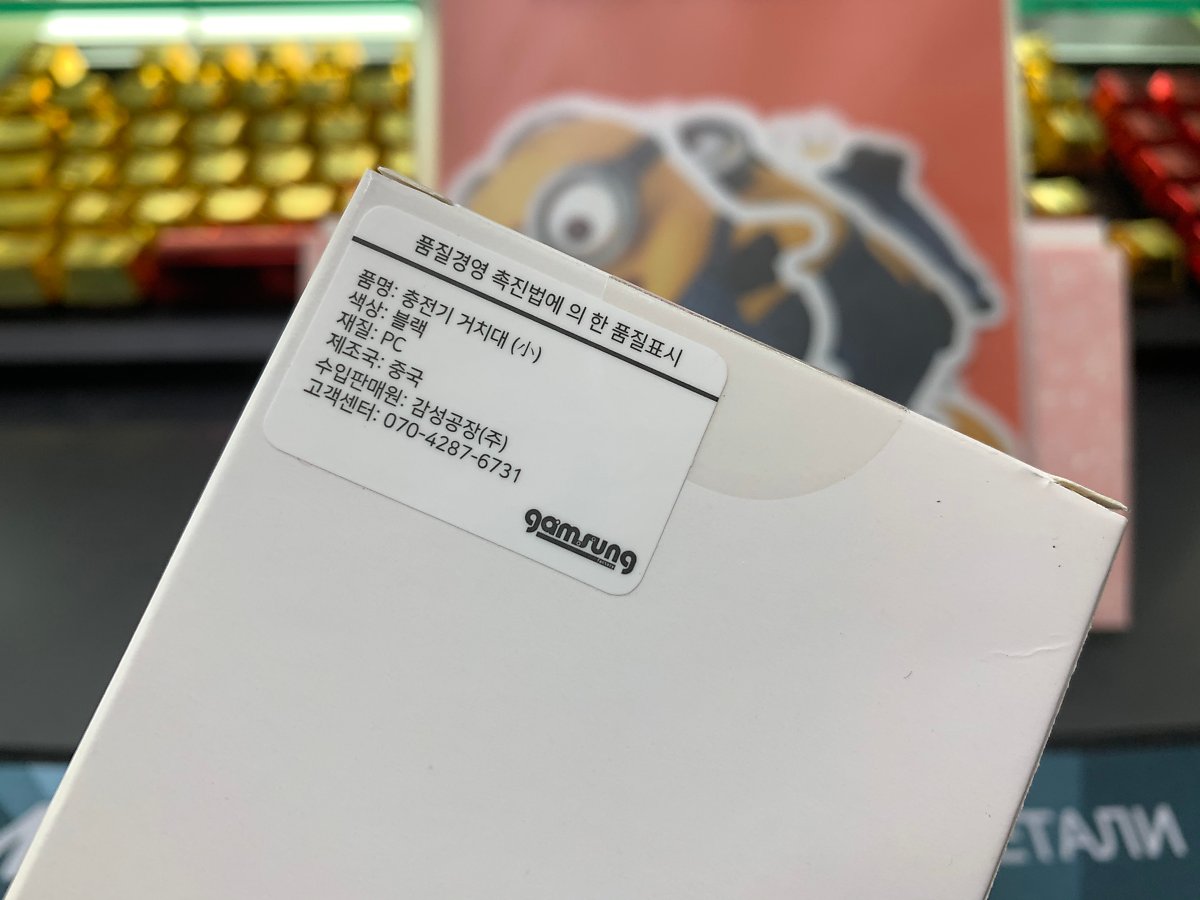 품질경영 촉진법에 의 한 품질표시
품명: 충전기 거치대 (小)
색상: 블랙
재질: PC
제조국: 중국
수입판매원: 감성공장(주)
고객센터: 070-4287-6731
gamsung
ЕТАЛИ